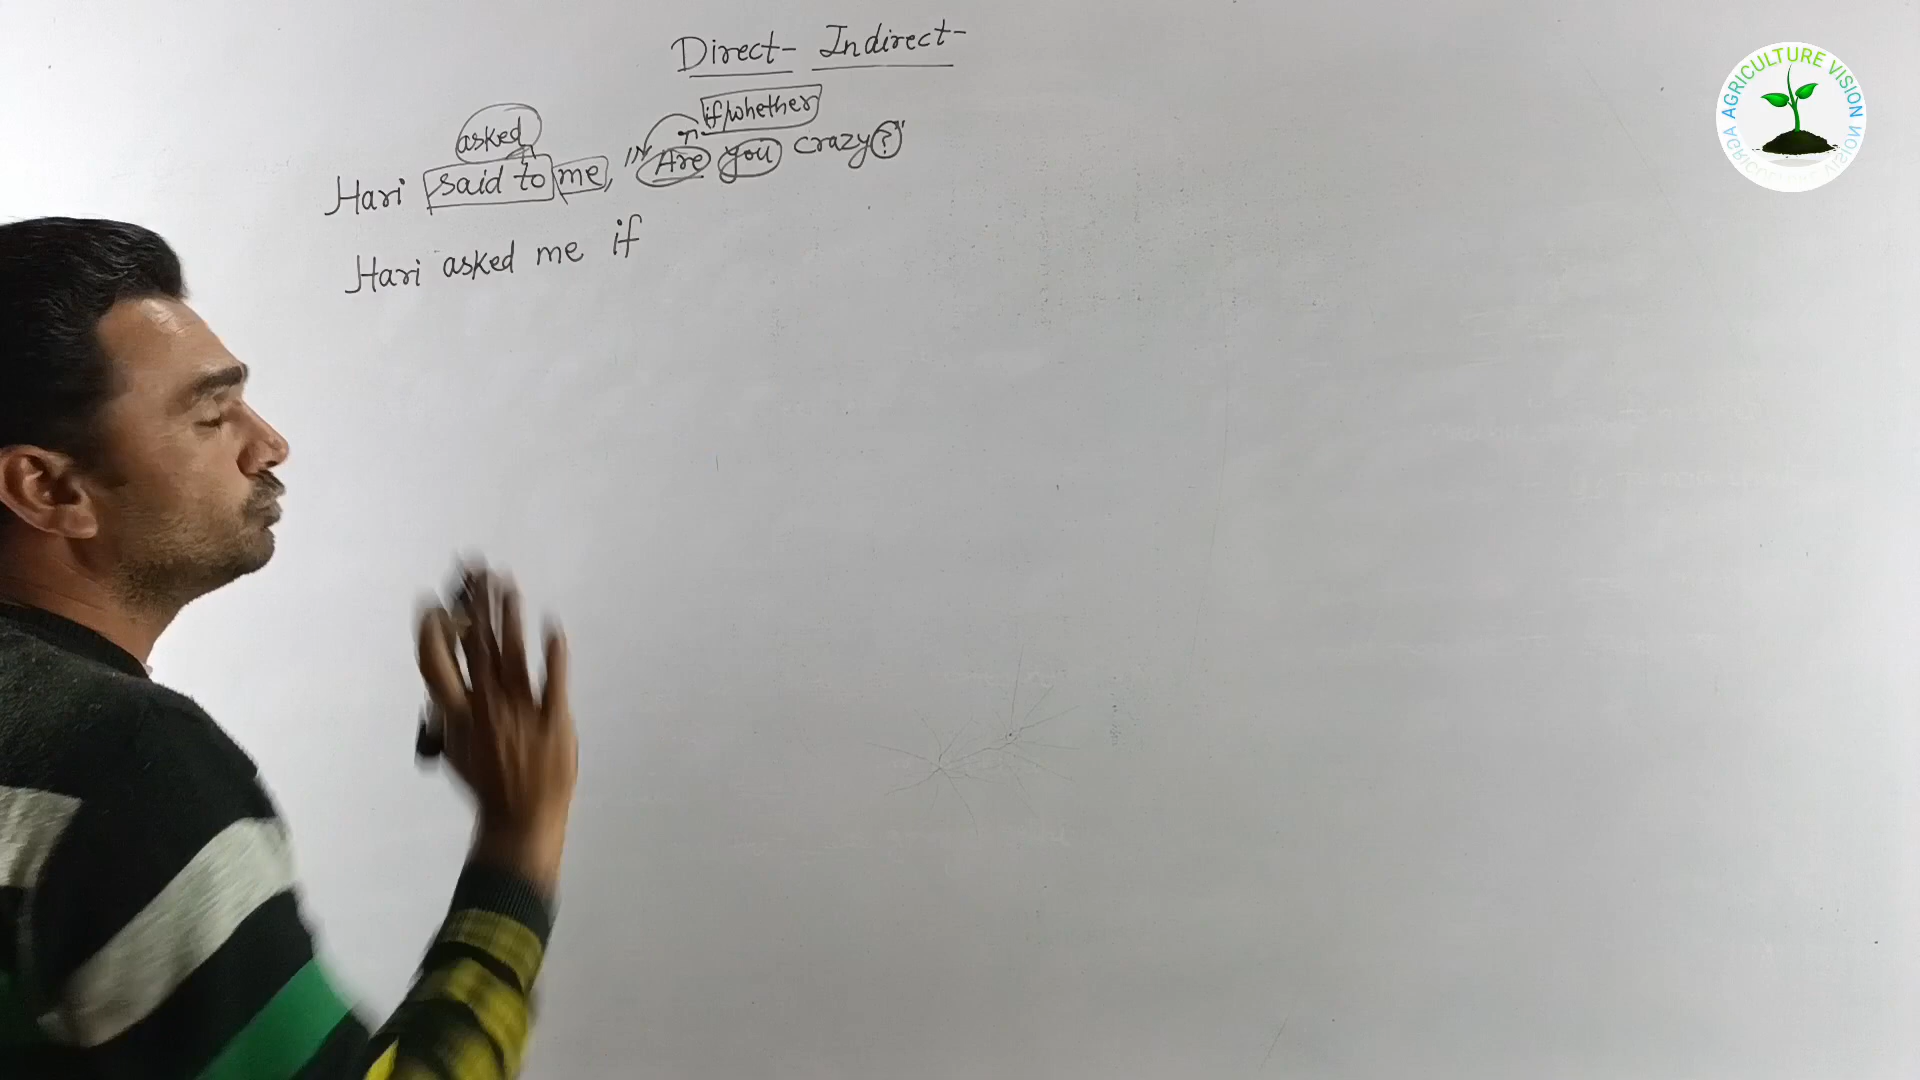 Direct- Indirect-
if/whether
asked
Hari said to me, "Are you crazy?"
Hari asked me if
AGRICULTURE VISION